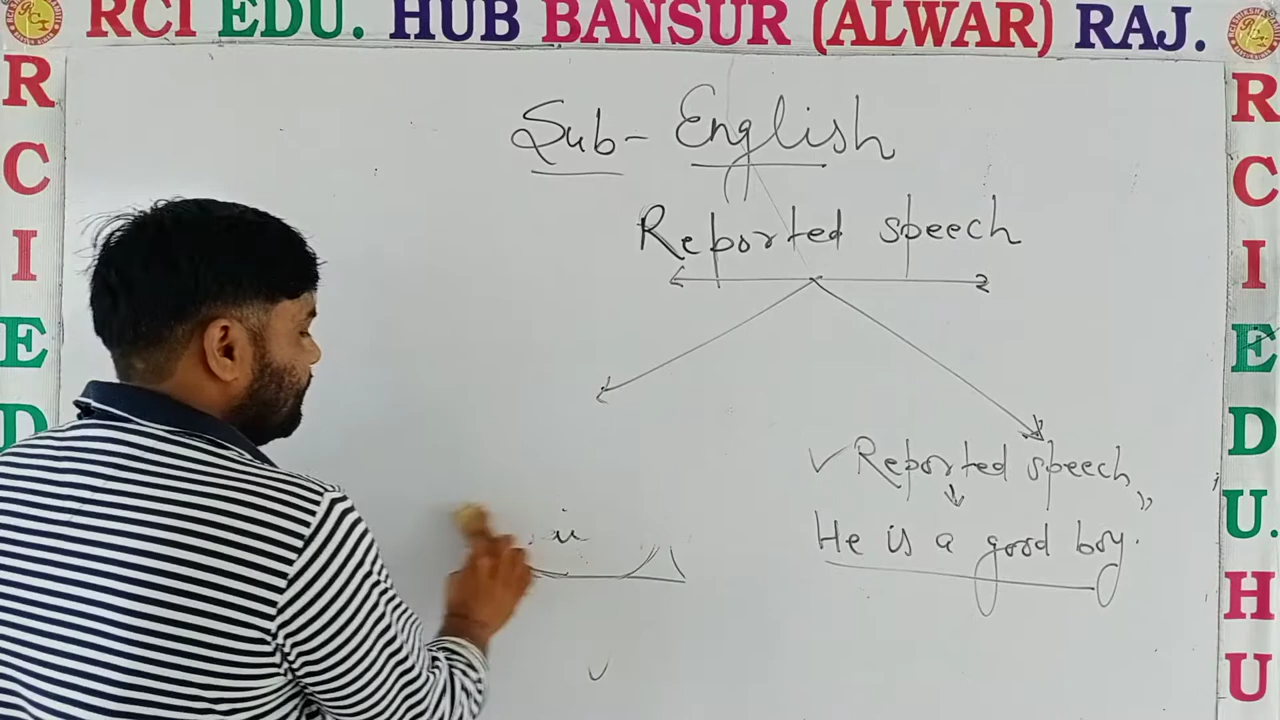 RCI EDU. HUB BANSUR (ALWAR) RAJ.
R C I E D
Sub- English
Reported speech
Reported speech
"
He is a good boy.
R C I E D U. H U